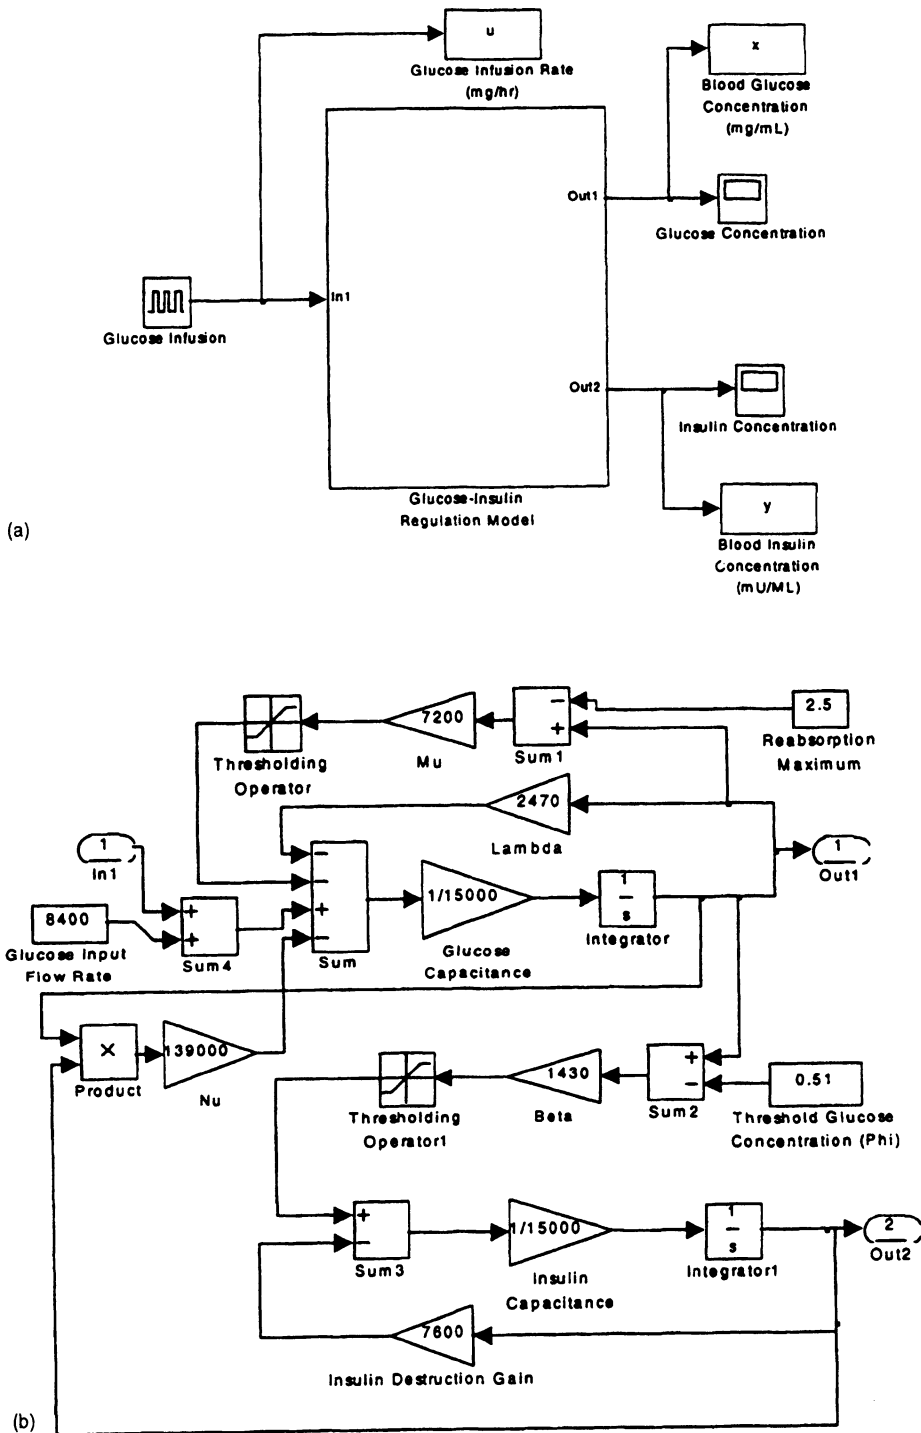 u
Glucose Infusion Rate
(mg/hr)
x
Blood Glucose
Concentration
(mg/mL)
Out1
Glucose Concentration
In1
Glucose Infusion
Out2
Insulin Concentration
Glucose-Insulin
Regulation Model
y
Blood Insulin
Concentration
(mU/ML)
(a)
7200
Mu
Thresholding
Operator
−
+
Sum1
2.5
Reabsorption
Maximum
2470
Lambda
1
In1
8400
Glucose Input
Flow Rate
+
+
Sum4
−
−
+
−
Sum
1/15000
Glucose
Capacitance
1
s
Integrator
1
Out1
×
Product
139000
Nu
Thresholding
Operator1
1430
Beta
+
−
Sum2
0.51
Threshold Glucose
Concentration (Phi)
+
−
Sum3
1/15000
Insulin
Capacitance
1
s
Integrator1
2
Out2
7600
Insulin Destruction Gain
(b)